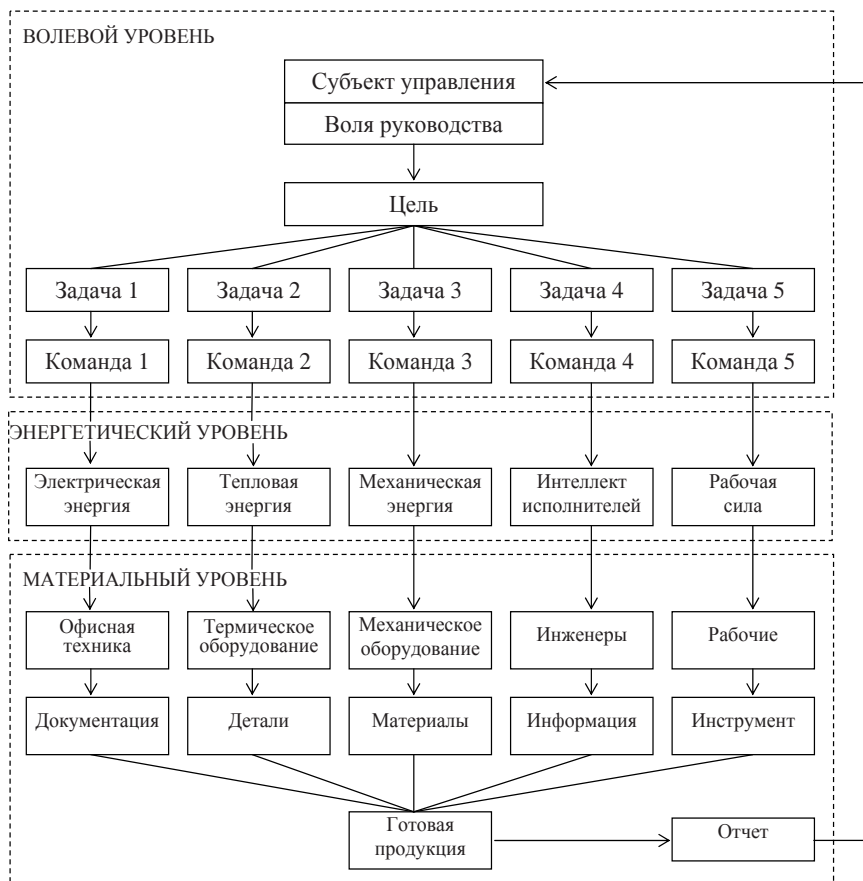 ВОЛЕВОЙ УРОВЕНЬ
Субъект управления
Воля руководства
Цель
Задача 1
Задача 2
Задача 3
Задача 4
Задача 5
Команда 1
Команда 2
Команда 3
Команда 4
Команда 5
ЭНЕРГЕТИЧЕСКИЙ УРОВЕНЬ
Электрическая
энергия
Тепловая
энергия
Механическая
энергия
Интеллект
исполнителей
Рабочая
сила
МАТЕРИАЛЬНЫЙ УРОВЕНЬ
Офисная
техника
Термическое
оборудование
Механическое
оборудование
Инженеры
Рабочие
Документация
Детали
Материалы
Информация
Инструмент
Готовая
продукция
Отчет